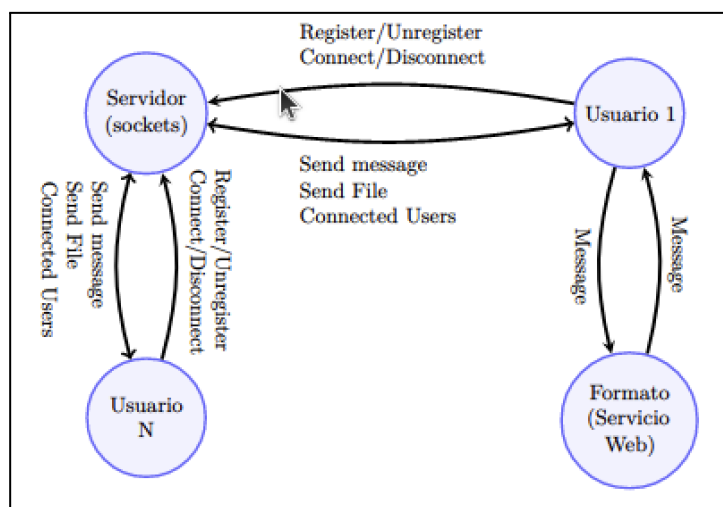 Register/Unregister
Connect/Disconnect
Servidor
(sockets)
Usuario 1
Send message
Send File
Connected Users
Send message
Send File
Connected Users
Register/Unregister
Connect/Disconnect
Message
Message
Usuario
N
Formato
(Servicio
Web)